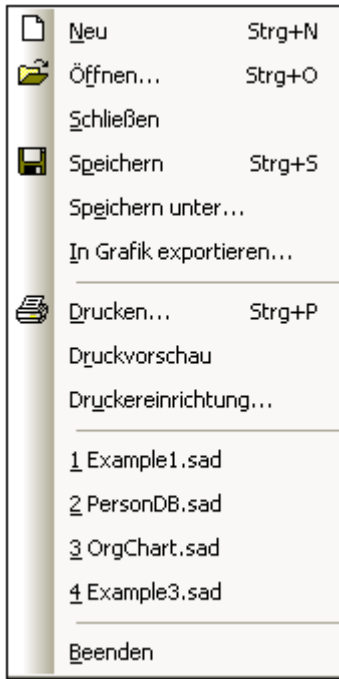 Neu Strg+N
Öffnen... Strg+O
Schließen
Speichern Strg+S
Speichern unter...
In Grafik exportieren...
Drucken... Strg+P
Druckvorschau
Druckereinrichtung...
1 Example1.sad
2 PersonDB.sad
3 OrgChart.sad
4 Example3.sad
Beenden